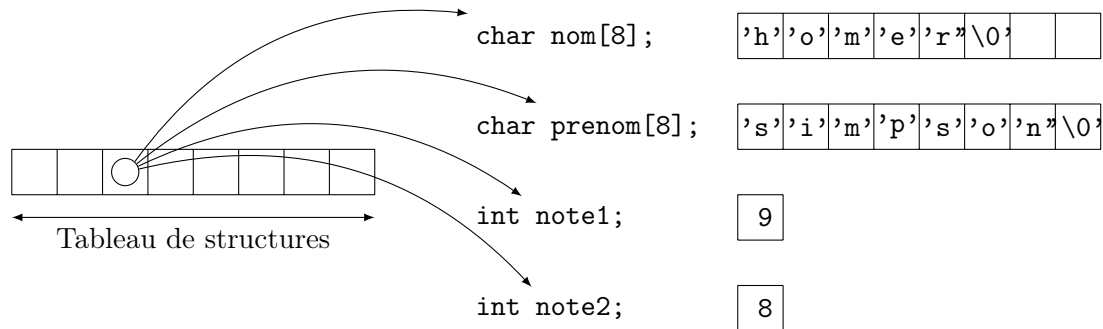 char nom[8]; 'h' 'o' 'm' 'e' 'r' '\0'
char prenom[8]; 's' 'i' 'm' 'p' 's' 'o' 'n' '\0'
int note1; 9
Tableau de structures
int note2; 8